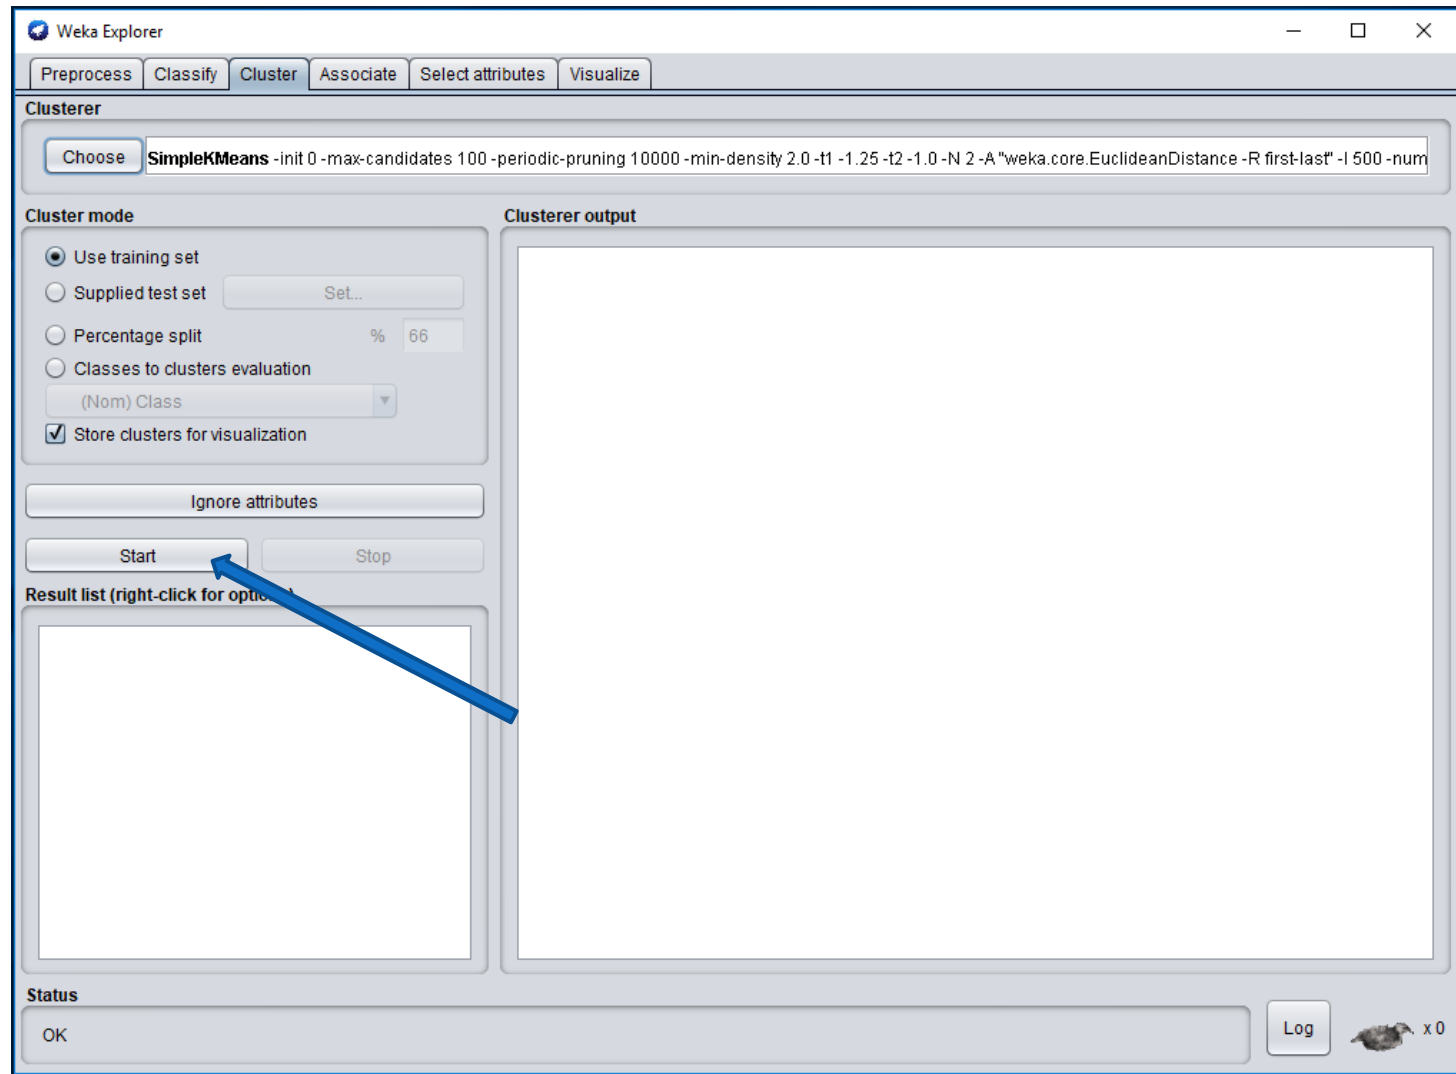 Weka Explorer
Preprocess Classify Cluster Associate Select attributes Visualize
Clusterer
Choose SimpleKMeans -init 0 -max-candidates 100 -periodic-pruning 10000 -min-density 2.0 -t1 -1.25 -t2 -1.0 -N 2 -A "weka.core.EuclideanDistance -R first-last" -I 500 -num
Cluster mode
Use training set
Supplied test set Set...
Percentage split % 66
Classes to clusters evaluation
(Nom) Class
Store clusters for visualization
Ignore attributes
Start Stop
Result list (right-click for
Clusterer output
Status
OK
Log x 0